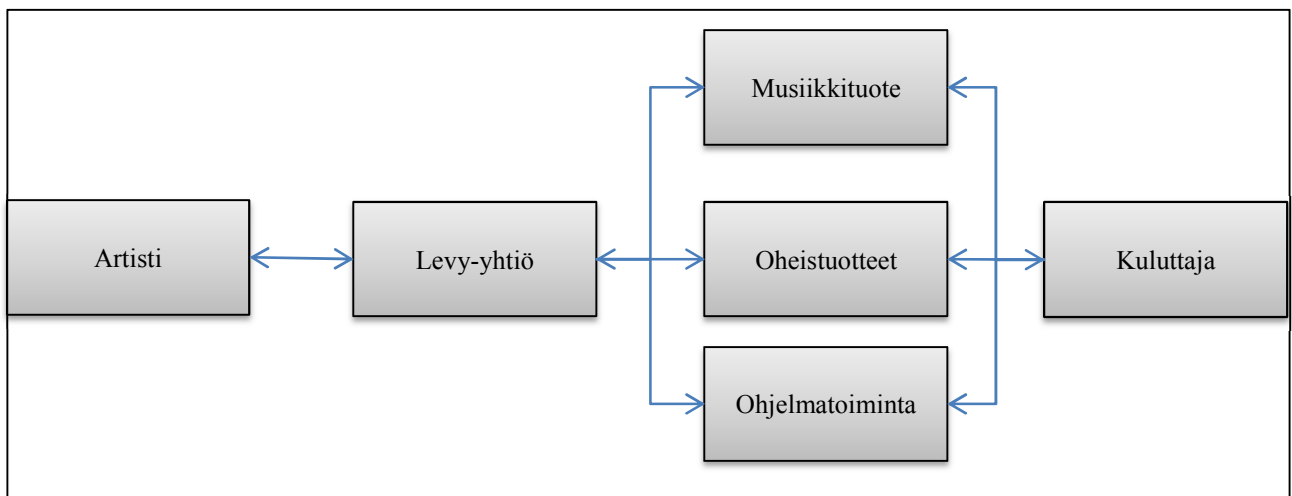 Artisti
Levy-yhtiö
Musiikkituote
Oheistuotteet
Ohjelmatoiminta
Kuluttaja